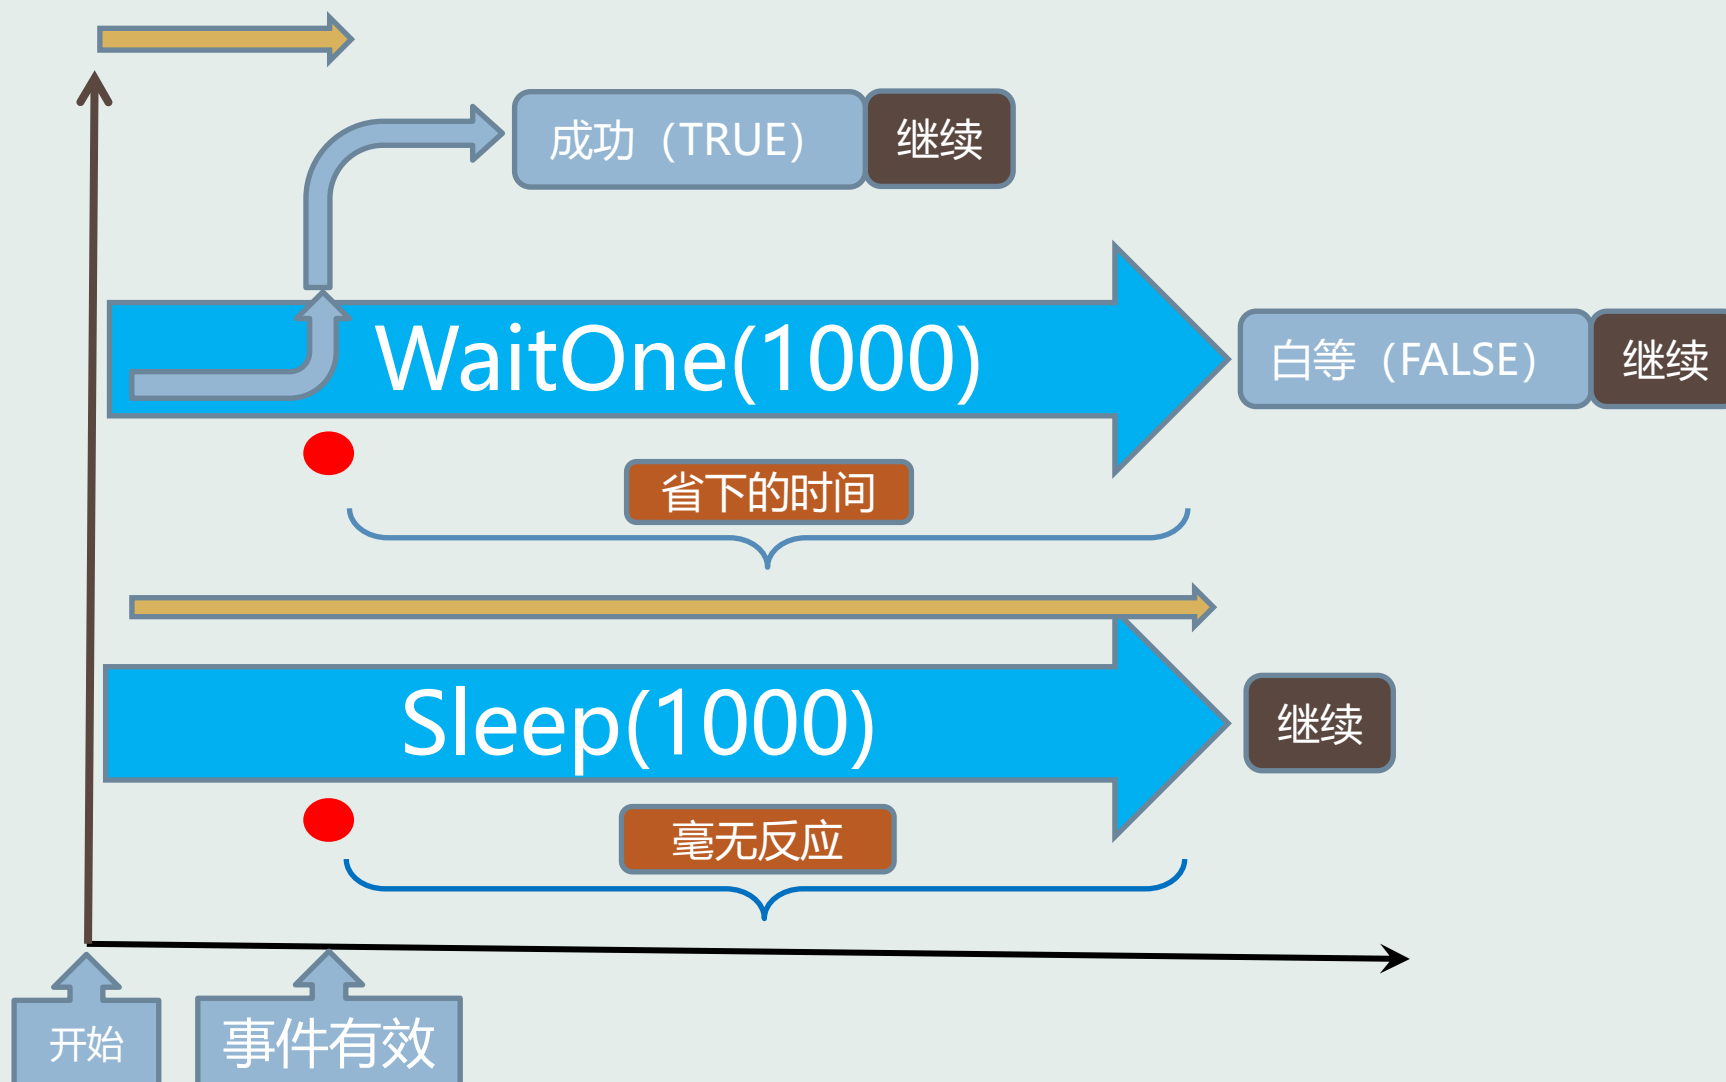 成功（TRUE）
继续
WaitOne(1000)
白等（FALSE）
继续
省下的时间
Sleep(1000)
继续
毫无反应
开始
事件有效